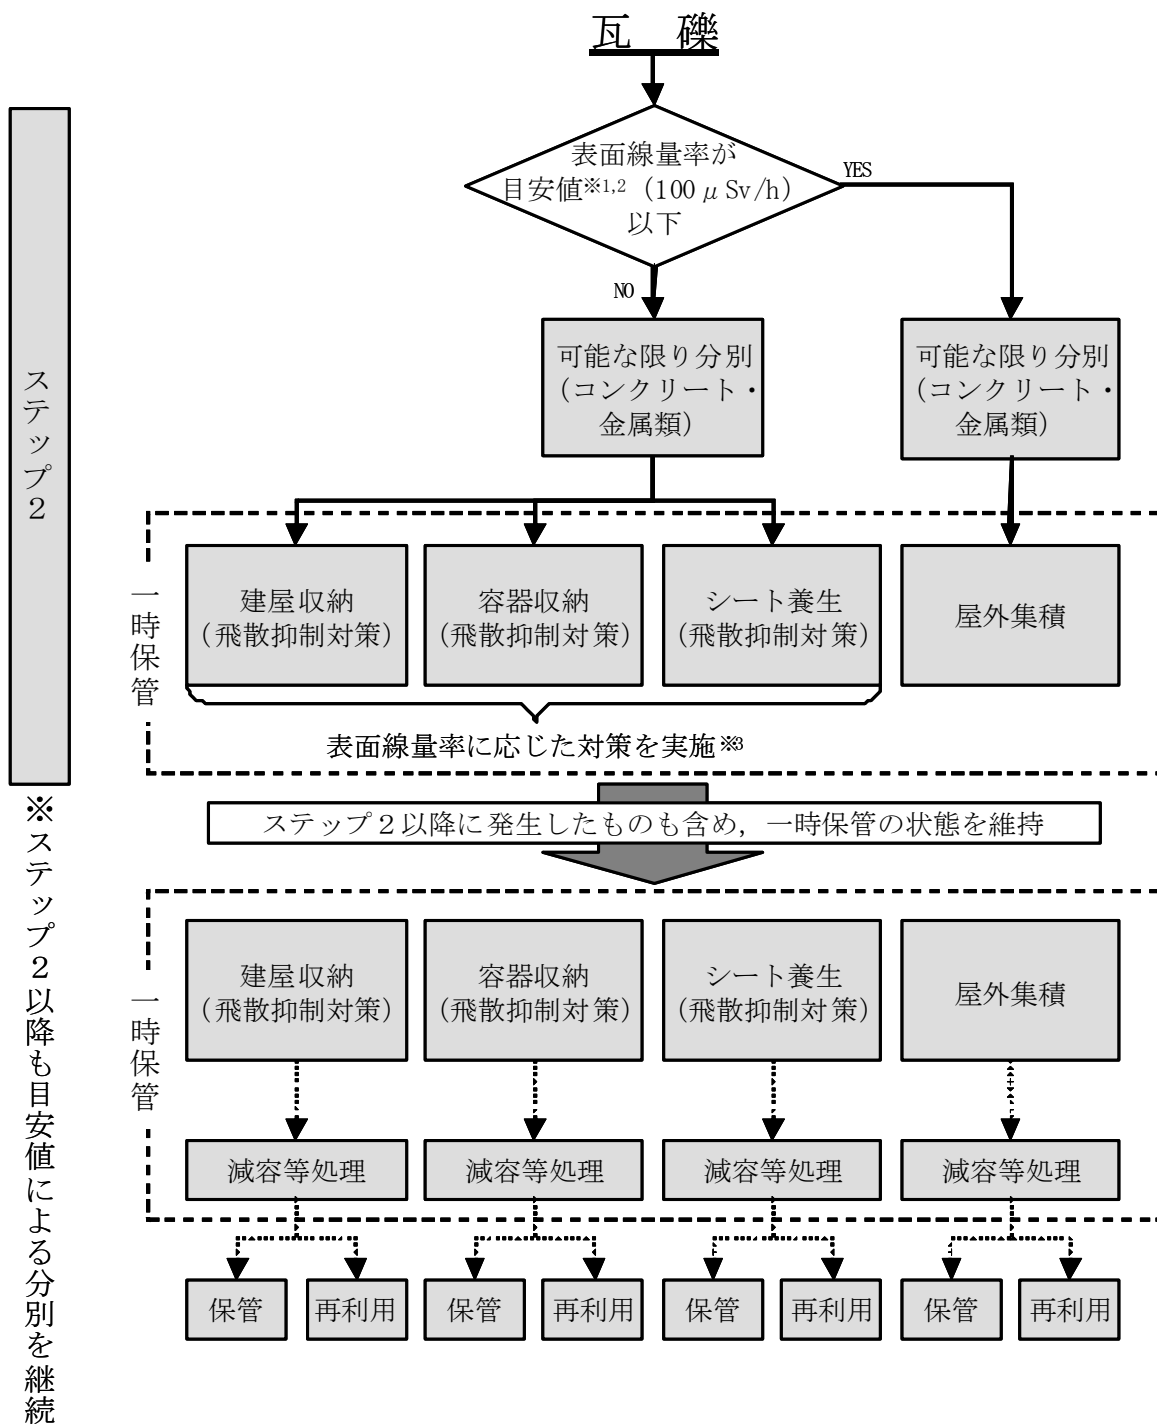 瓦　礫
表面線量率が
目安値※1,2（100μSv/h）
以下
YES
NO
可能な限り分別
（コンクリート・
金属類）
可能な限り分別
（コンクリート・
金属類）
ステップ２
一時保管
建屋収納
（飛散抑制対策）
容器収納
（飛散抑制対策）
シート養生
（飛散抑制対策）
屋外集積
表面線量率に応じた対策を実施※3
ステップ２以降に発生したものも含め，一時保管の状態を維持
※ステップ２以降も目安値による分別を継続
一時保管
建屋収納
（飛散抑制対策）
容器収納
（飛散抑制対策）
シート養生
（飛散抑制対策）
屋外集積
減容等処理
減容等処理
減容等処理
減容等処理
保管
再利用
保管
再利用
保管
再利用
保管
再利用